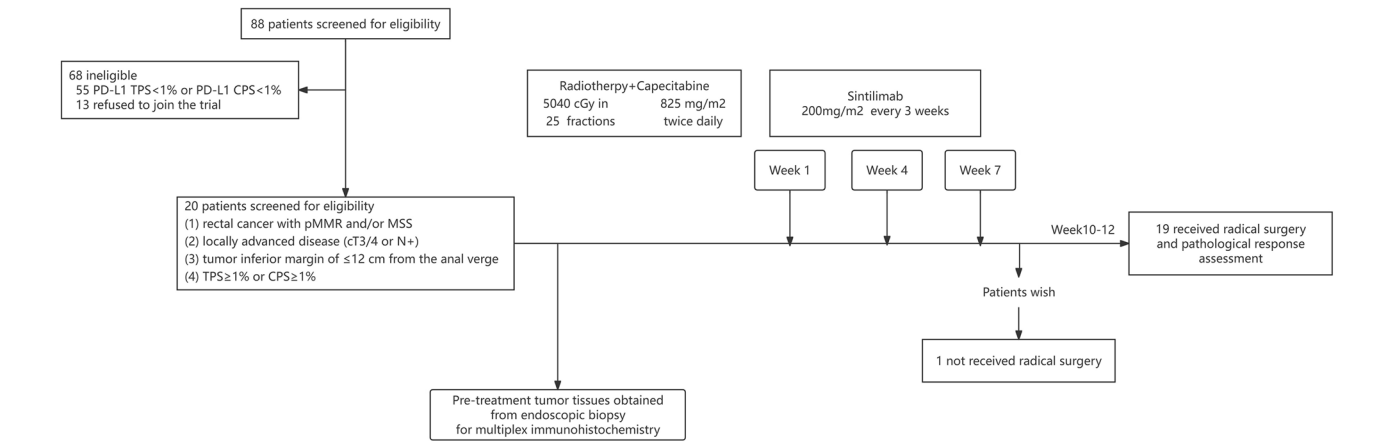 88 patients screened for eligibility
68 ineligible
55 PD-L1 TPS<1% or PD-L1 CPS<1%
13 refused to join the trial
Radiotherpy+Capecitabine
5040 cGy in 825 mg/m2
25 fractions twice daily
Sintilimab
200mg/m2 every 3 weeks
Week 1
Week 4
Week 7
20 patients screened for eligibility
(1) rectal cancer with pMMR and/or MSS
(2) locally advanced disease (cT3/4 or N+)
(3) tumor inferior margin of ≤12 cm from the anal verge
(4) TPS≥1% or CPS≥1%
Week10-12
19 received radical surgery
and pathological response
assessment
Patients wish
1 not received radical surgery
Pre-treatment tumor tissues obtained
from endoscopic biopsy
for multiplex immunohistochemistry